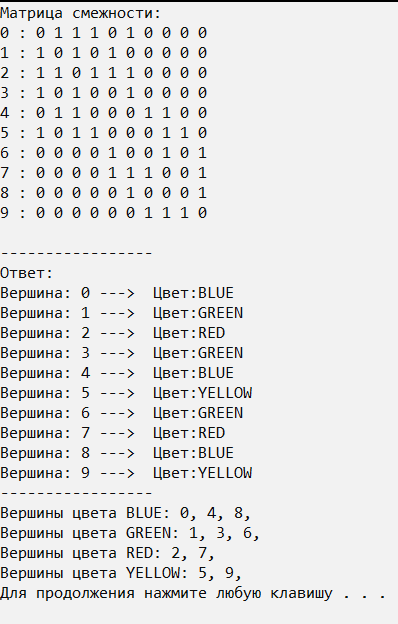 Матрица смежности:
0 : 0 1 1 1 0 1 0 0 0 0
1 : 1 0 1 0 1 0 0 0 0 0
2 : 1 1 0 1 1 1 0 0 0 0
3 : 1 0 1 0 0 1 0 0 0 0
4 : 0 1 1 0 0 0 1 1 0 0
5 : 1 0 1 1 0 0 0 1 1 0
6 : 0 0 0 0 1 0 0 1 0 1
7 : 0 0 0 0 1 1 1 0 0 1
8 : 0 0 0 0 0 1 0 0 0 1
9 : 0 0 0 0 0 0 1 1 1 0
-----------------
Ответ:
Вершина: 0 --->  Цвет:BLUE
Вершина: 1 --->  Цвет:GREEN
Вершина: 2 --->  Цвет:RED
Вершина: 3 --->  Цвет:GREEN
Вершина: 4 --->  Цвет:BLUE
Вершина: 5 --->  Цвет:YELLOW
Вершина: 6 --->  Цвет:GREEN
Вершина: 7 --->  Цвет:RED
Вершина: 8 --->  Цвет:BLUE
Вершина: 9 --->  Цвет:YELLOW
-----------------
Вершины цвета BLUE: 0, 4, 8,
Вершины цвета GREEN: 1, 3, 6,
Вершины цвета RED: 2, 7,
Вершины цвета YELLOW: 5, 9,
Для продолжения нажмите любую клавишу . . .